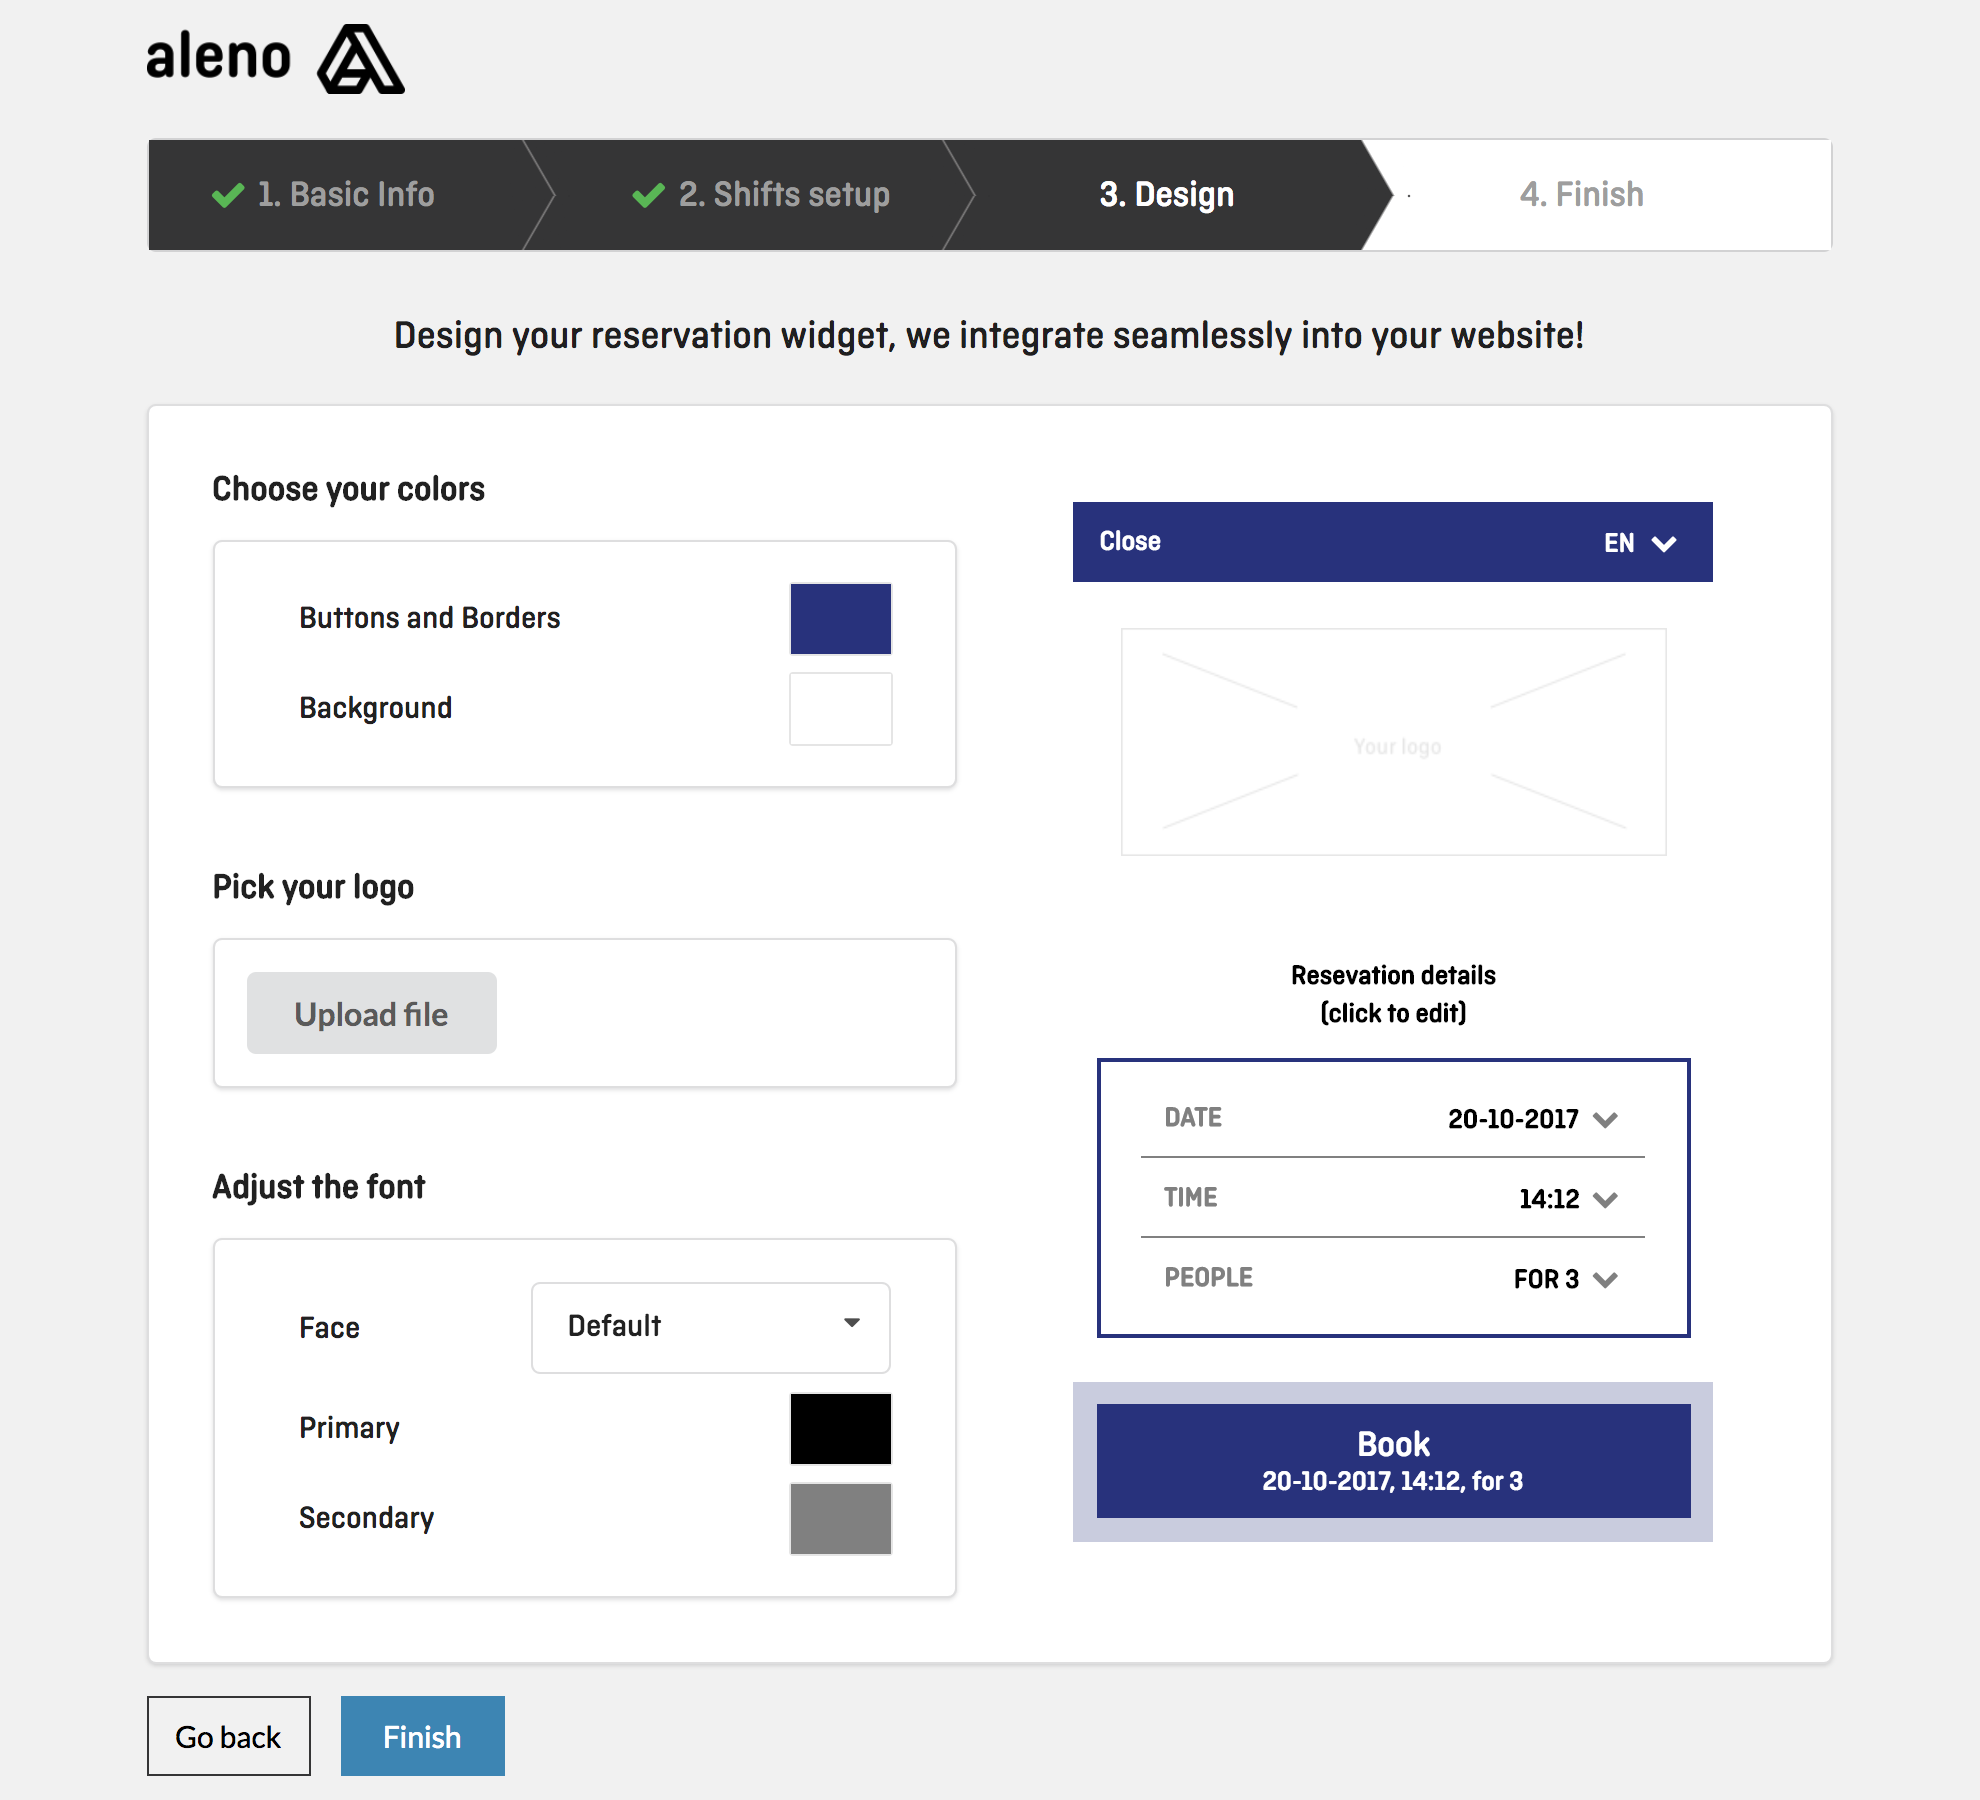 aleno
1. Basic Info
2. Shifts setup
3. Design
4. Finish
Design your reservation widget, we integrate seamlessly into your website!
Choose your colors
Buttons and Borders
Background
Pick your logo
Upload file
Adjust the font
Face
Default
Primary
Secondary
Close
EN
Your logo
Resevation details
(click to edit)
DATE
20-10-2017
TIME
14:12
PEOPLE
FOR 3
Book
20-10-2017, 14:12, for 3
Go back
Finish